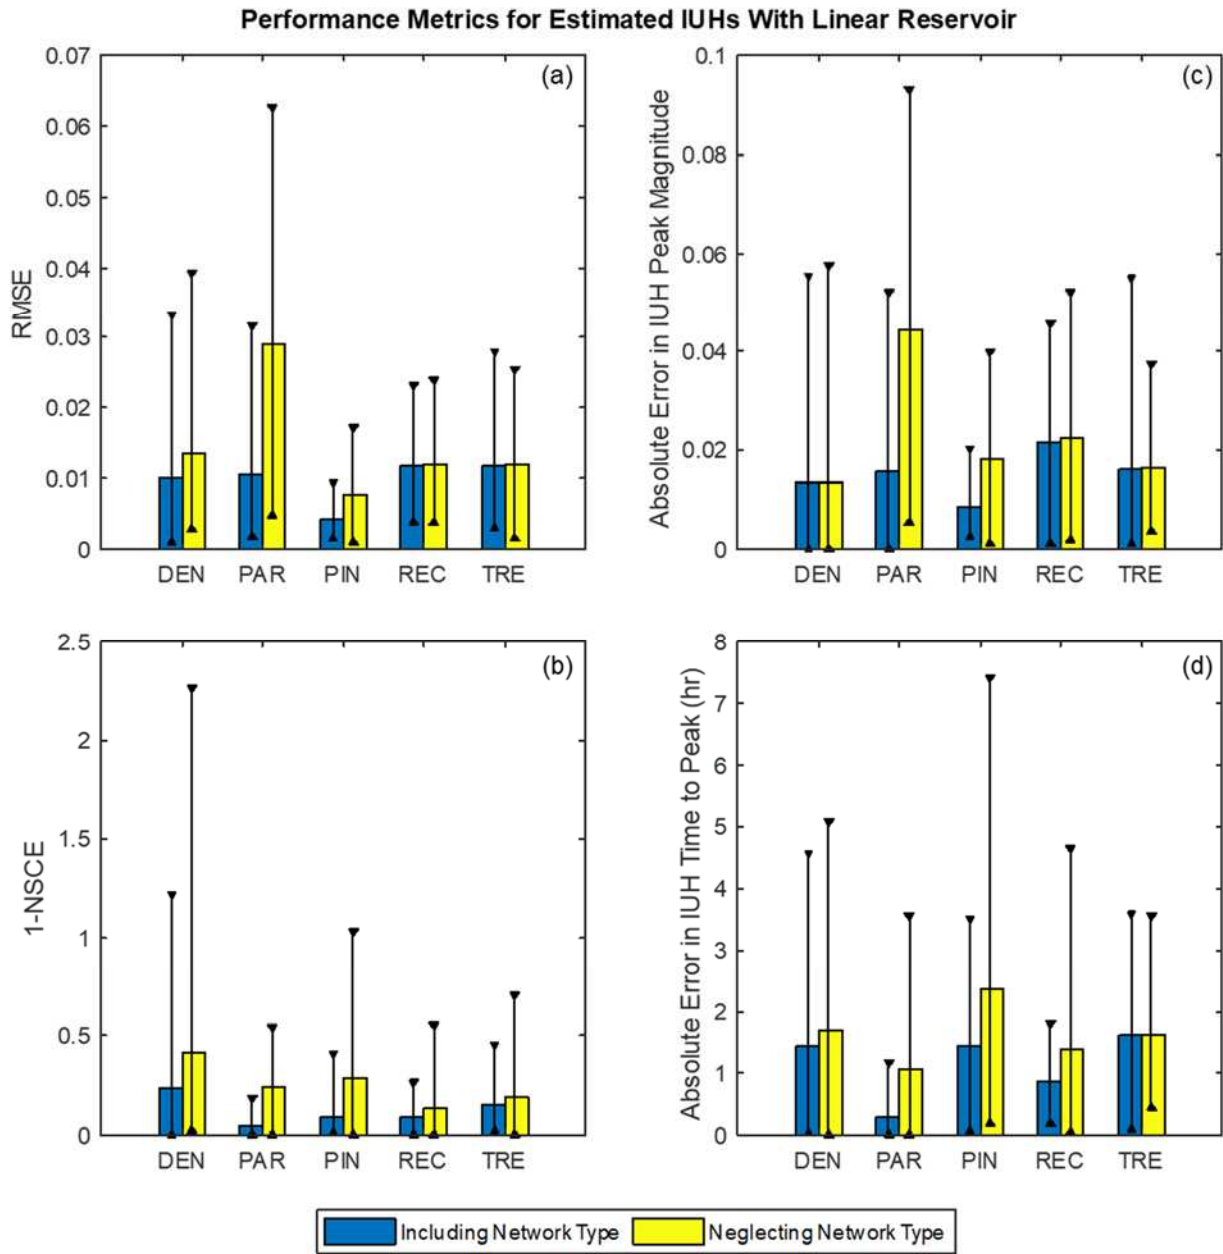 Performance Metrics for Estimated IUHs With Linear Reservoir
(a)
RMSE
0.07
0.06
0.05
0.04
0.03
0.02
0.01
0
DEN PAR PIN REC TRE
(c)
Absolute Error in IUH Peak Magnitude
0.1
0.08
0.06
0.04
0.02
0
DEN PAR PIN REC TRE
(b)
1-NSCE
2.5
2
1.5
1
0.5
0
DEN PAR PIN REC TRE
(d)
Absolute Error in IUH Time to Peak (hr)
8
7
6
5
4
3
2
1
0
DEN PAR PIN REC TRE
Including Network Type Neglecting Network Type